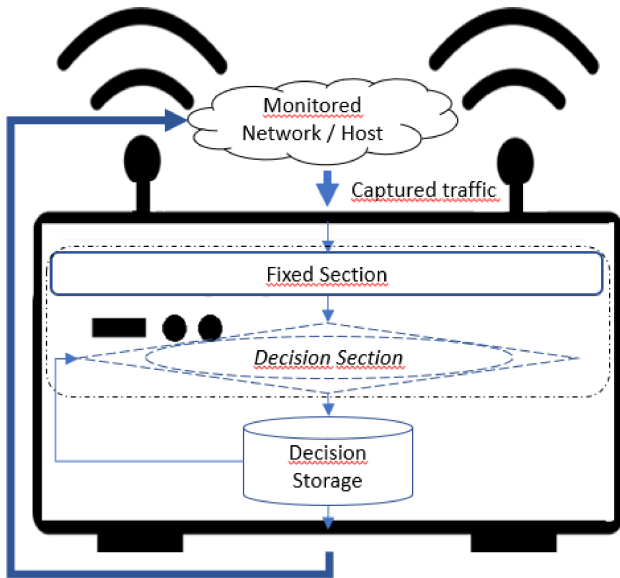 Monitored
Network / Host
Captured traffic
Fixed Section
Decision Section
Decision
Storage